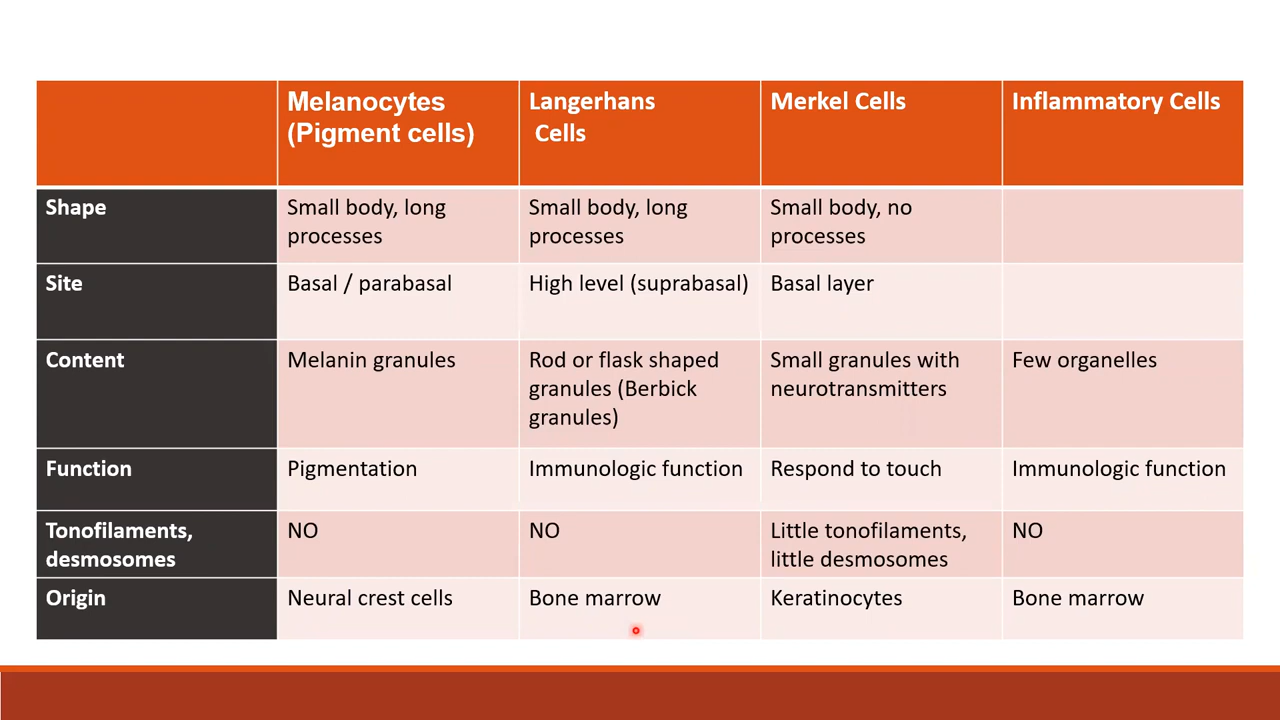 Melanocytes
(Pigment cells)
Langerhans
Cells
Merkel Cells
Inflammatory Cells
Shape
Small body, long
processes
Small body, long
processes
Small body, no
processes
Site
Basal / parabasal
High level (suprabasal)
Basal layer
Content
Melanin granules
Rod or flask shaped
granules (Berbick
granules)
Small granules with
neurotransmitters
Few organelles
Function
Pigmentation
Immunologic function
Respond to touch
Immunologic function
Tonofilaments,
desmosomes
NO
NO
Little tonofilaments,
little desmosomes
NO
Origin
Neural crest cells
Bone marrow
Keratinocytes
Bone marrow